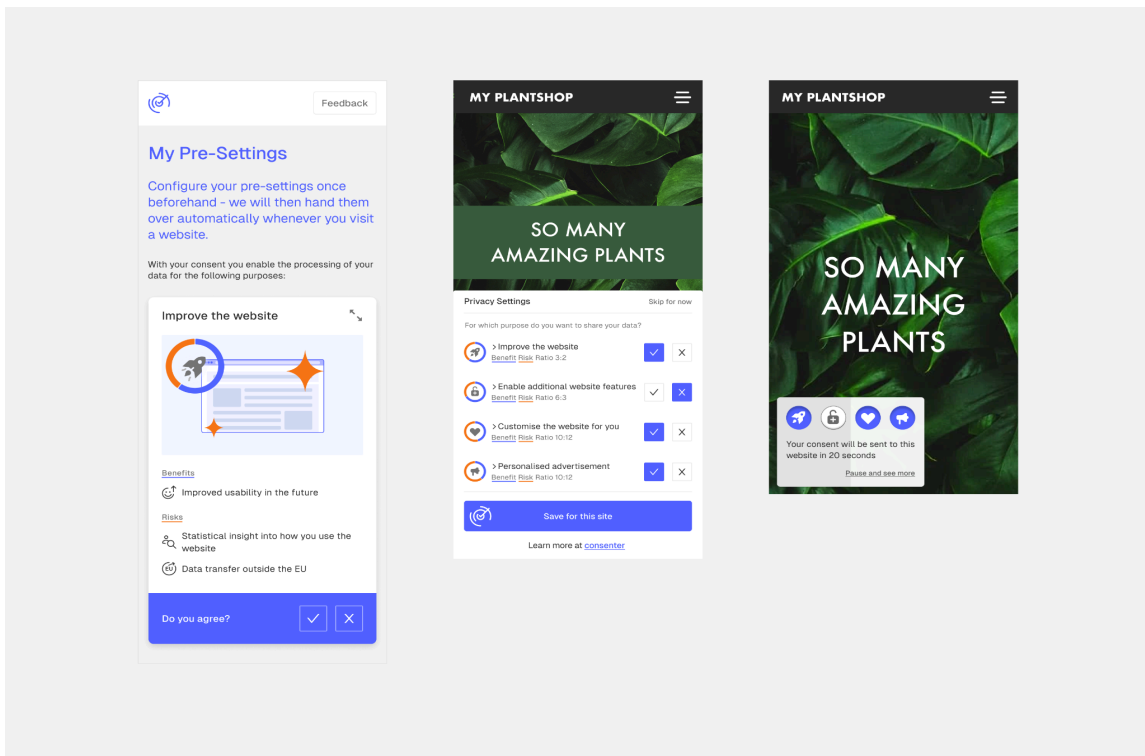 Feedback
My Pre-Settings
Configure your pre-settings once
beforehand - we will then hand them
over automatically whenever you visit
a website.
With your consent you enable the processing of your
data for the following purposes:
Improve the website
Benefits
Improved usability in the future
Risks
Statistical insight into how you use the
website
EU
Data transfer outside the EU
Do you agree?
MY PLANTSHOP
SO MANY
AMAZING PLANTS
Privacy Settings
Skip for now
For which purpose do you want to share your data?
> Improve the website
Benefit Risk Ratio 3:2
> Enable additional website features
Benefit Risk Ratio 6:3
> Customise the website for you
Benefit Risk Ratio 10:12
> Personalised advertisement
Benefit Risk Ratio 10:12
Save for this site
Learn more at consenter
MY PLANTSHOP
SO MANY
AMAZING
PLANTS
Your consent will be sent to this
website in 20 seconds
Pause and see more